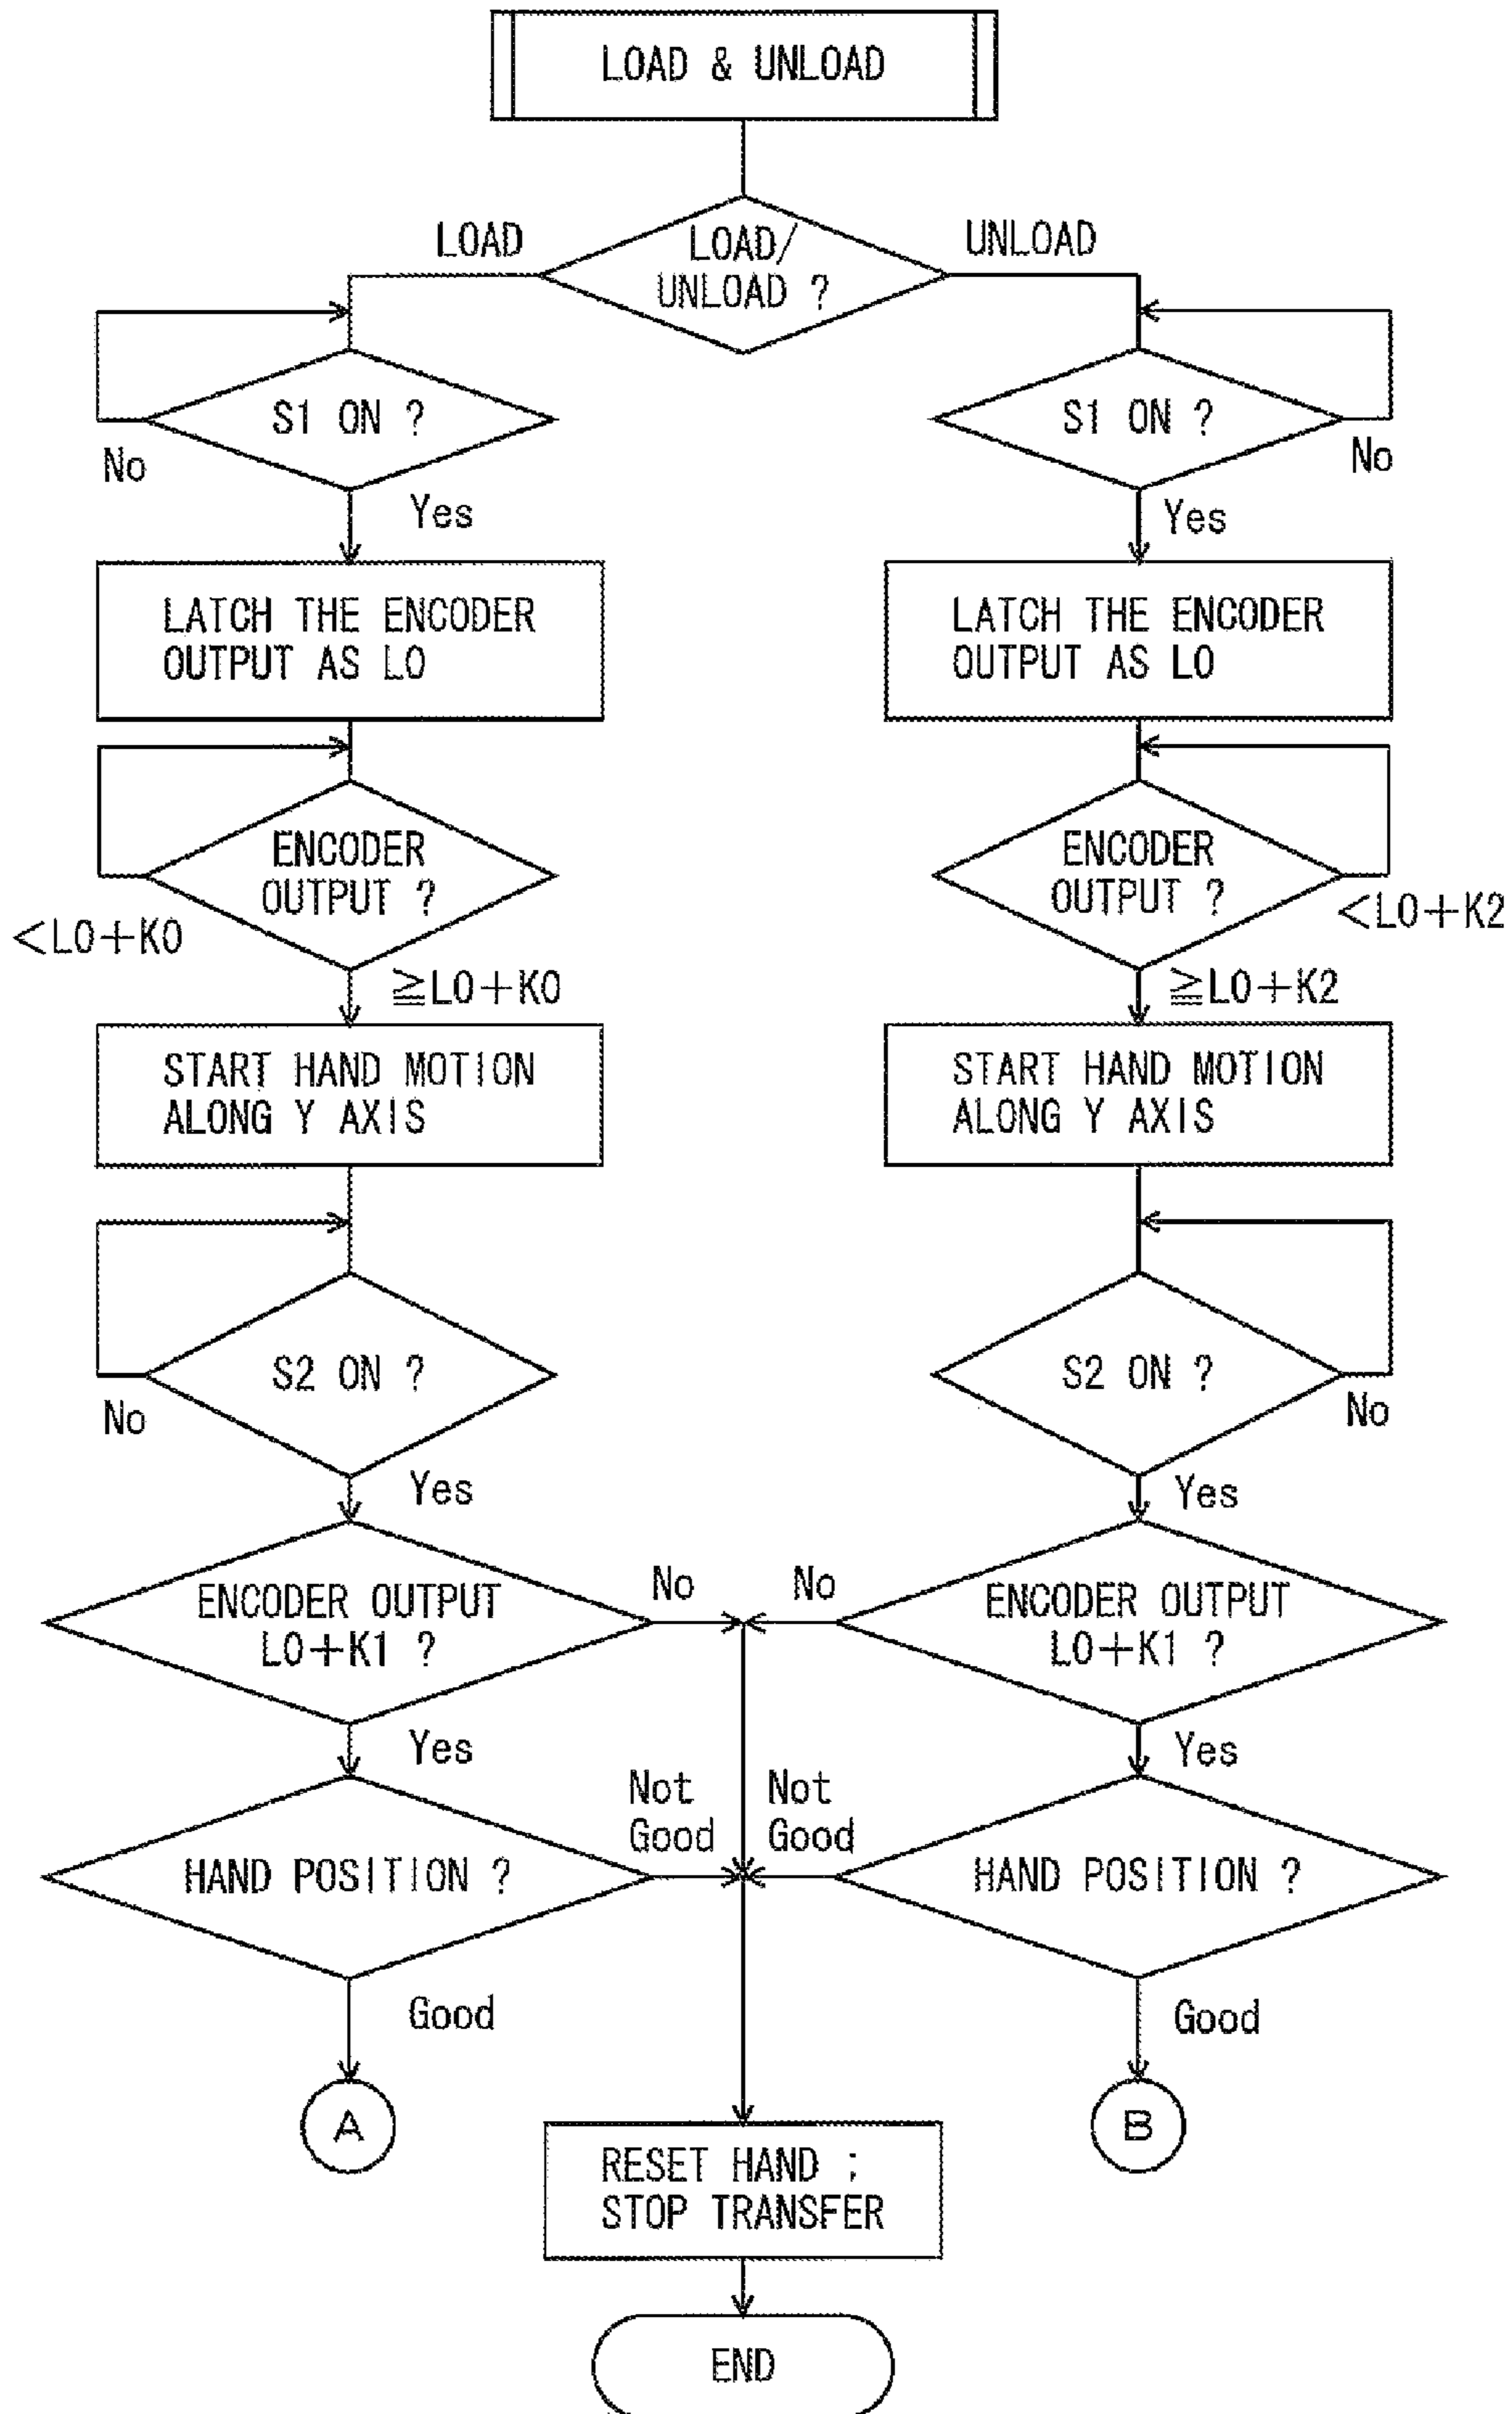 LOAD & UNLOAD
LOAD
LOAD/
UNLOAD ?
UNLOAD
S1 ON ?
No
Yes
S1 ON ?
No
Yes
LATCH THE ENCODER
OUTPUT AS L0
LATCH THE ENCODER
OUTPUT AS L0
ENCODER
OUTPUT ?
<L0+K0
≧L0+K0
ENCODER
OUTPUT ?
<L0+K2
≧L0+K2
START HAND MOTION
ALONG Y AXIS
START HAND MOTION
ALONG Y AXIS
S2 ON ?
No
Yes
S2 ON ?
No
Yes
ENCODER OUTPUT
L0+K1 ?
No
Yes
No
ENCODER OUTPUT
L0+K1 ?
Yes
HAND POSITION ?
Not
Good
Good
Not
Good
HAND POSITION ?
Good
A
B
RESET HAND ;
STOP TRANSFER
END